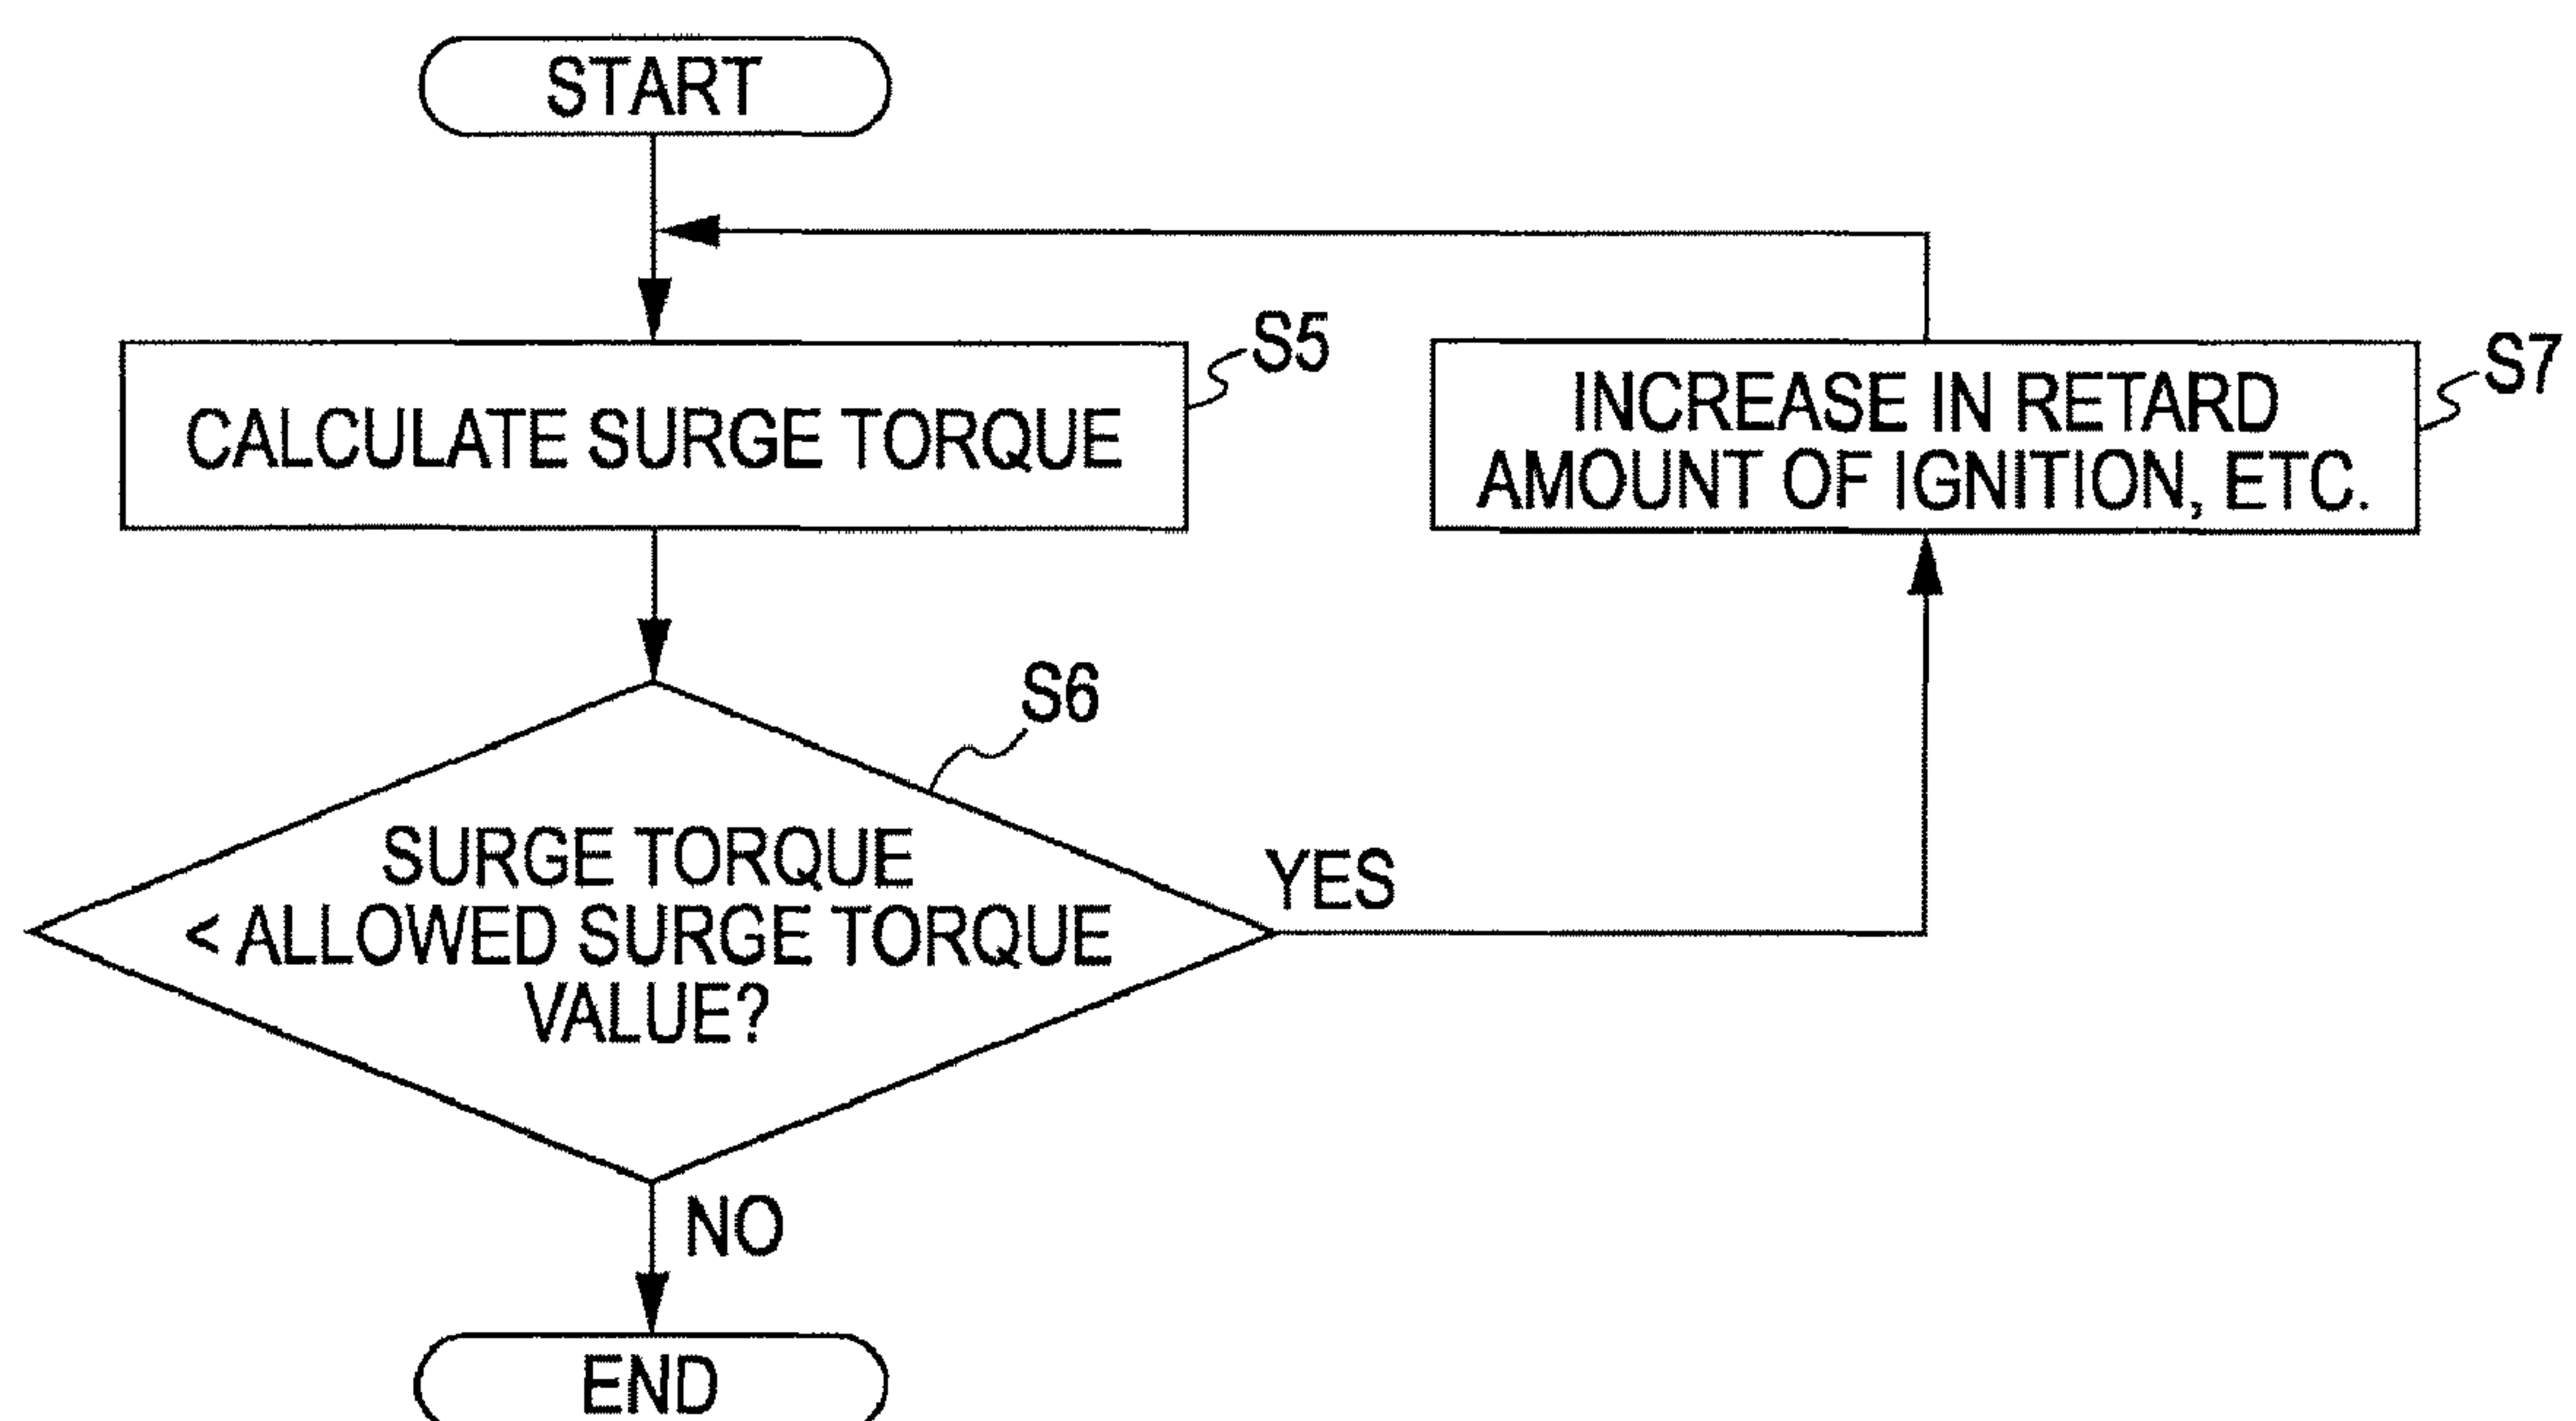 START
CALCULATE SURGE TORQUE
S5
INCREASE IN RETARD
AMOUNT OF IGNITION, ETC.
S7
S6
SURGE TORQUE
< ALLOWED SURGE TORQUE
VALUE?
YES
NO
END